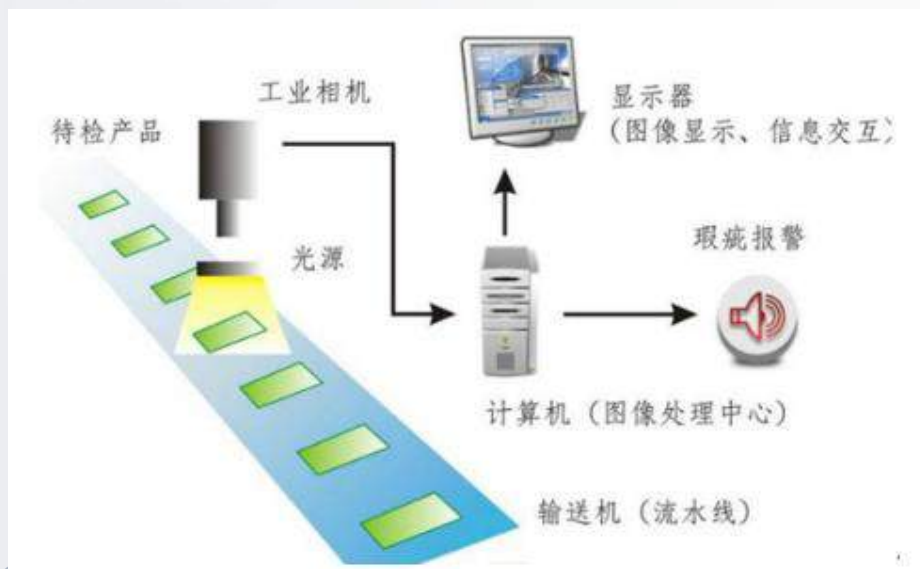 工业相机
待检产品
显示器
(图像显示、信息交互)
光源
瑕疵报警
计算机（图像处理中心）
输送机（流水线）